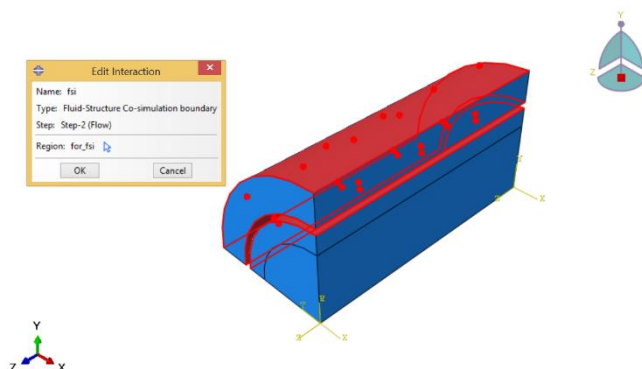 Edit Interaction
Name: fsi
Type: Fluid-Structure Co-simulation boundary
Step: Step-2 (Flow)
Region: for_fsi
OK
Cancel
Y
Z
Y
Z
X
X
X